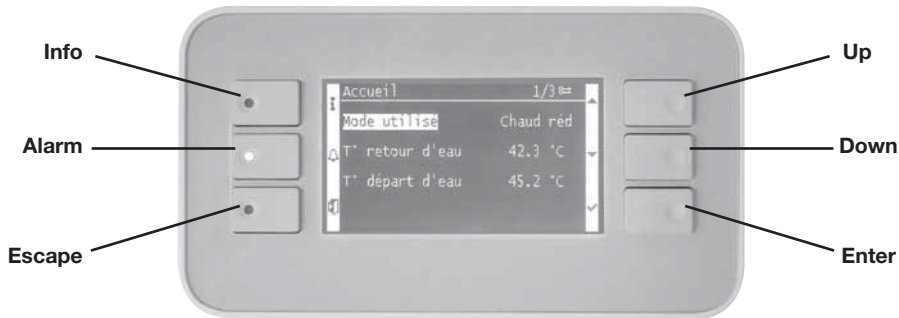 Info
Up
Accueil 1/3
Mode utilise Chaud réd
Alarm
T° retour d'eau 42.3 °C
Down
T° départ d'eau 45.2 °C
Escape
Enter